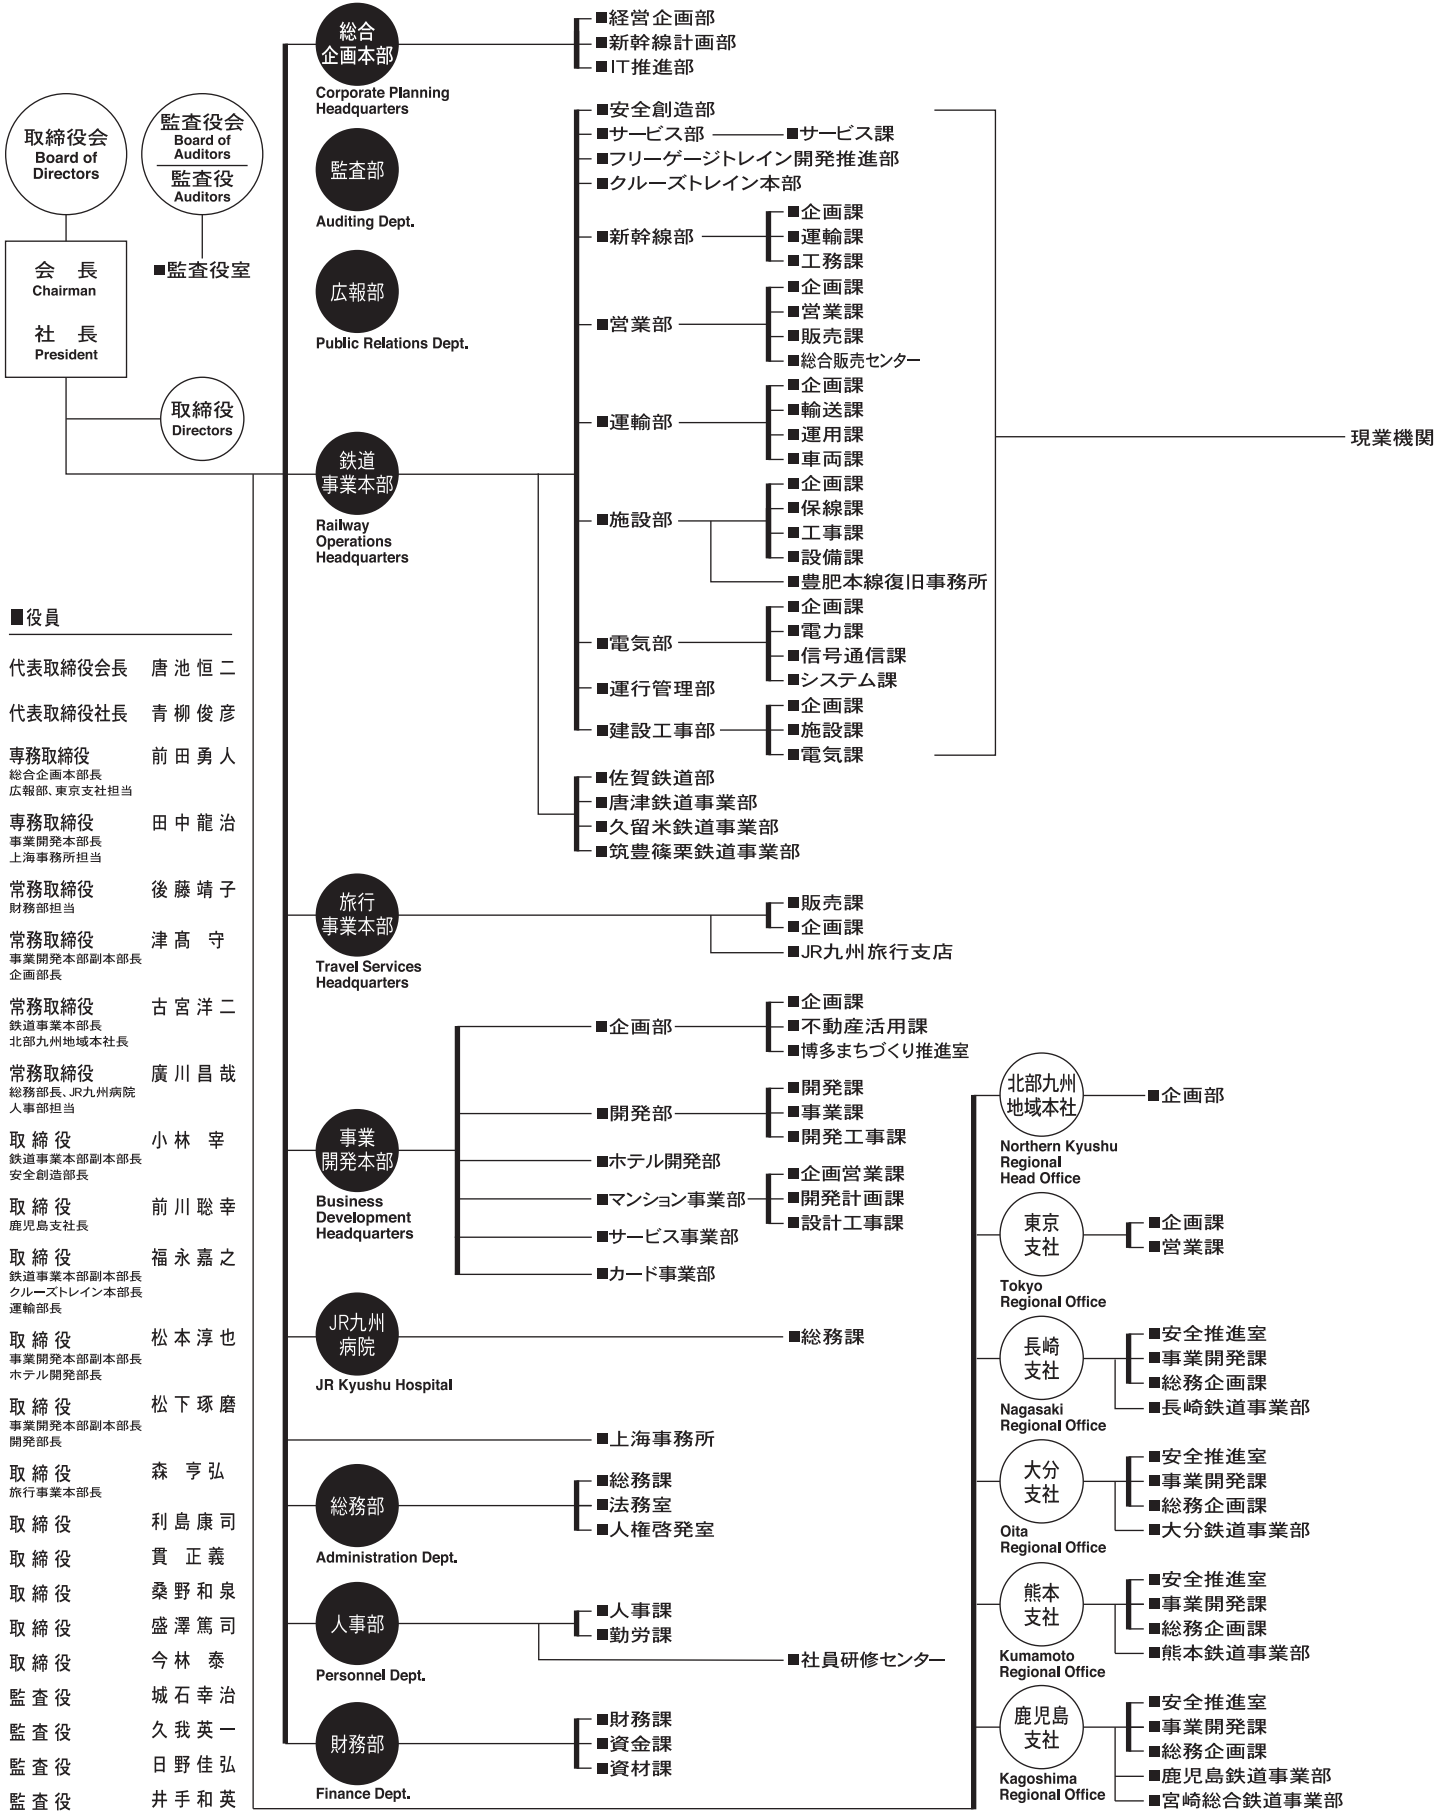 取締役会
Board of
Directors
監査役会
Board of
Auditors
監査役
Auditors
■監査役室
会　長
Chairman
社　長
President
取締役
Directors
■役員
代表取締役会長　唐池恒二
代表取締役社長　青柳俊彦
専務取締役　前田勇人
総合企画本部長
広報部、東京支社担当
専務取締役　田中龍治
事業開発本部長
上海事務所担当
常務取締役　後藤靖子
財務部担当
常務取締役　津髙　守
事業開発本部副本部長
企画部長
常務取締役　古宮洋二
鉄道事業本部長
北部九州地域本社長
常務取締役　廣川昌哉
総務部長、JR九州病院
人事部担当
取締役　小林　宰
鉄道事業本部副本部長
安全創造部長
取締役　前川聡幸
鹿児島支社長
取締役　福永嘉之
鉄道事業本部副本部長
クルーズトレイン本部長
運輸部長
取締役　松本淳也
事業開発本部副本部長
ホテル開発部長
取締役　松下琢磨
事業開発本部副本部長
開発部長
取締役　森　亨弘
旅行事業本部長
取締役　利島康司
取締役　貫　正義
取締役　桑野和泉
取締役　盛澤篤司
取締役　今林　泰
監査役　城石幸治
監査役　久我英一
監査役　日野佳弘
監査役　井手和英
総合
企画本部
Corporate Planning
Headquarters
■経営企画部
■新幹線計画部
■IT推進部
監査部
Auditing Dept.
広報部
Public Relations Dept.
鉄道
事業本部
Railway
Operations
Headquarters
■安全創造部
■サービス部
■サービス課
■フリーゲージトレイン開発推進部
■クルーズトレイン本部
■新幹線部
■企画課
■運輸課
■工務課
■営業部
■企画課
■営業課
■販売課
■総合販売センター
■運輸部
■企画課
■輸送課
■運用課
■車両課
■施設部
■企画課
■保線課
■工事課
■設備課
■豊肥本線復旧事務所
■電気部
■企画課
■電力課
■信号通信課
■システム課
■運行管理部
■建設工事部
■企画課
■施設課
■電気課
現業機関
■佐賀鉄道部
■唐津鉄道事業部
■久留米鉄道事業部
■筑豊篠栗鉄道事業部
旅行
事業本部
Travel Services
Headquarters
■販売課
■企画課
■JR九州旅行支店
事業
開発本部
Business
Development
Headquarters
■企画部
■企画課
■不動産活用課
■博多まちづくり推進室
■開発部
■開発課
■事業課
■開発工事課
■ホテル開発部
■マンション事業部
■企画営業課
■開発計画課
■設計工事課
■サービス事業部
■カード事業部
JR九州
病院
JR Kyushu Hospital
■総務課
■上海事務所
総務部
Administration Dept.
■総務課
■法務室
■人権啓発室
人事部
Personnel Dept.
■人事課
■勤労課
■社員研修センター
財務部
Finance Dept.
■財務課
■資金課
■資材課
北部九州
地域本社
Northern Kyushu
Regional
Head Office
■企画部
東京
支社
Tokyo
Regional Office
■企画課
■営業課
長崎
支社
Nagasaki
Regional Office
■安全推進室
■事業開発課
■総務企画課
■長崎鉄道事業部
大分
支社
Oita
Regional Office
■安全推進室
■事業開発課
■総務企画課
■大分鉄道事業部
熊本
支社
Kumamoto
Regional Office
■安全推進室
■事業開発課
■総務企画課
■熊本鉄道事業部
鹿児島
支社
Kagoshima
Regional Office
■安全推進室
■事業開発課
■総務企画課
■鹿児島鉄道事業部
■宮崎総合鉄道事業部